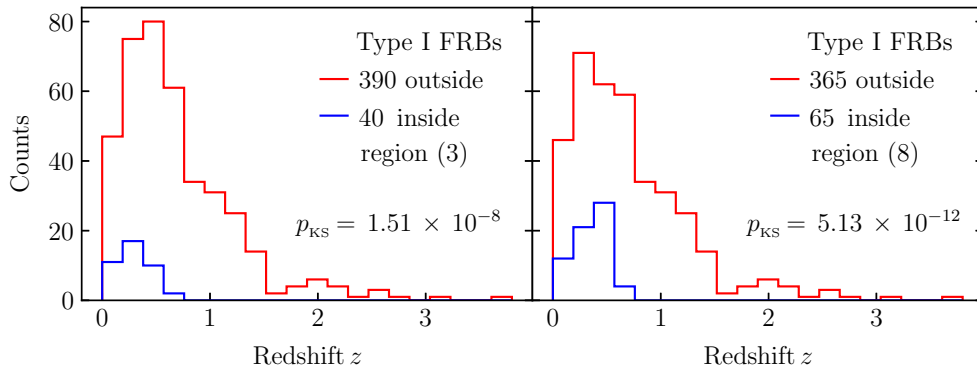 Counts
80
60
40
20
0
Type I FRBs
390 outside
40 inside
region (3)
p_KS = 1.51 × 10^−8
0 1 2 3
Redshift z
Type I FRBs
365 outside
65 inside
region (8)
p_KS = 5.13 × 10^−12
0 1 2 3
Redshift z